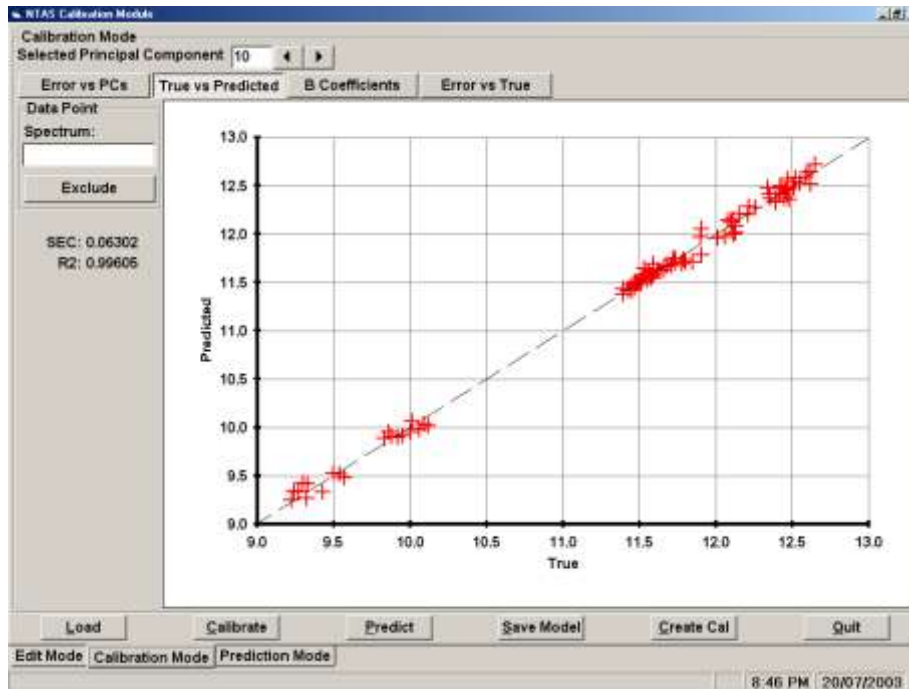 NTAS Calibration Module
Calibration Mode
Selected Principal Component 10
Error vs PCs True vs Predicted B Coefficients Error vs True
Data Point
Spectrum:
Exclude
SEC: 0.06302
R2: 0.99605
13.0
12.5
12.0
11.5
11.0
10.5
10.0
9.5
9.0
Predicted
9.0 9.5 10.0 10.5 11.0 11.5 12.0 12.5 13.0
True
Load Calibrate Predict Save Model Create Cal Quit
Edit Mode Calibration Mode Prediction Mode
8:46 PM 20/07/2003